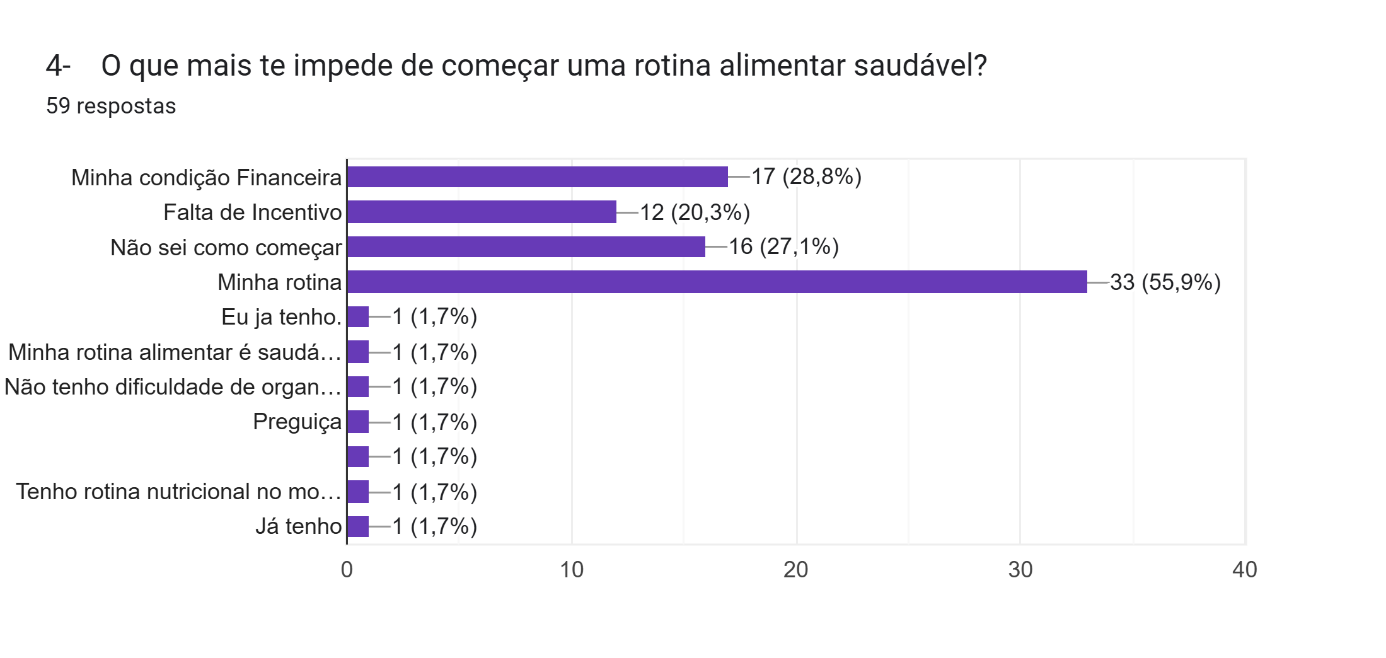 4- O que mais te impede de começar uma rotina alimentar saudável?
59 respostas
Minha condição Financeira 17 (28,8%)
Falta de Incentivo 12 (20,3%)
Não sei como começar 16 (27,1%)
Minha rotina 33 (55,9%)
Eu ja tenho. 1 (1,7%)
Minha rotina alimentar é saudá… 1 (1,7%)
Não tenho dificuldade de organ… 1 (1,7%)
Preguiça 1 (1,7%)
1 (1,7%)
Tenho rotina nutricional no mo… 1 (1,7%)
Já tenho 1 (1,7%)
0 10 20 30 40